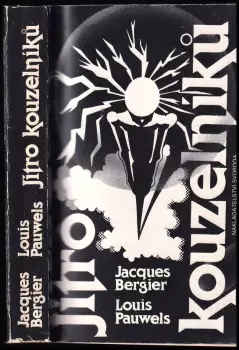 Jacques
Bergier
Louis
Pauwels
Jitro kouzelníků
Jitro
kouzelníků
Jacques
Bergier
Louis
Pauwels
NAKLADATELSTVÍ Svoboda